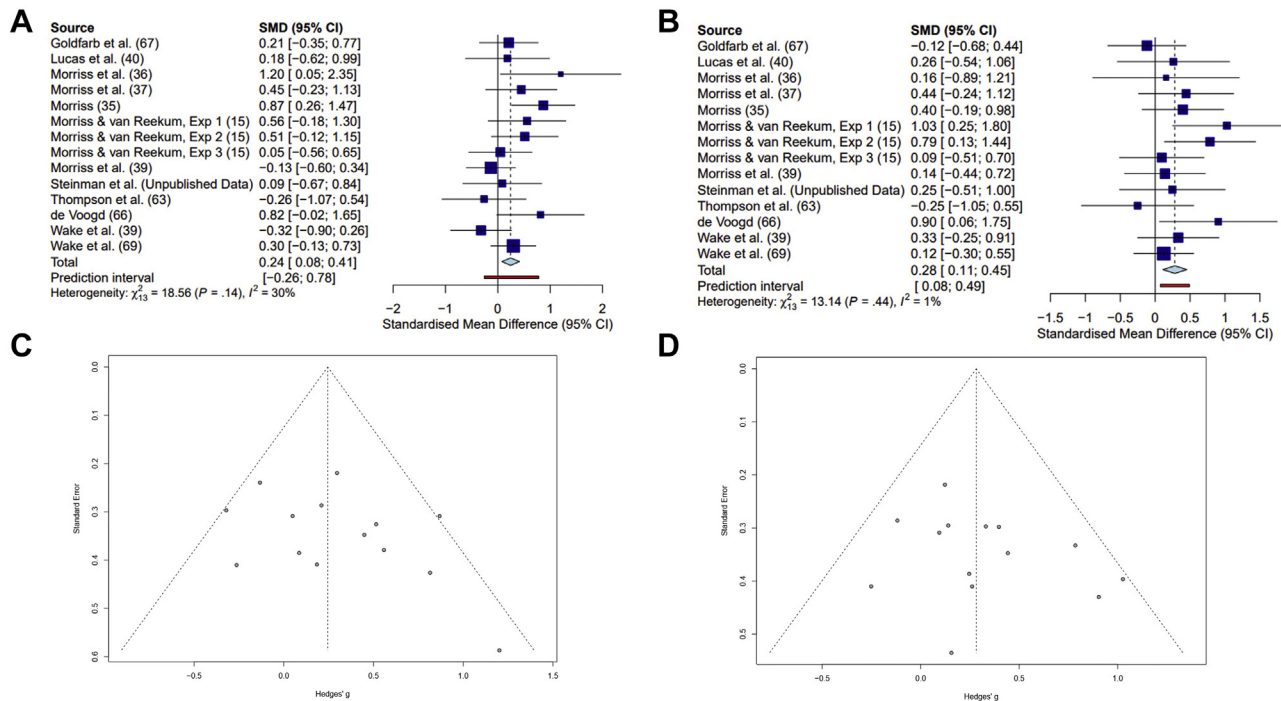 A
Source SMD (95% CI)
Goldfarb et al. (67) 0.21 [−0.35; 0.77]
Lucas et al. (40) 0.18 [−0.62; 0.99]
Morriss et al. (36) 1.20 [ 0.05; 2.35]
Morriss et al. (37) 0.45 [−0.23; 1.13]
Morriss (35) 0.87 [ 0.26; 1.47]
Morriss & van Reekum, Exp 1 (15) 0.56 [−0.18; 1.30]
Morriss & van Reekum, Exp 2 (15) 0.51 [−0.12; 1.15]
Morriss & van Reekum, Exp 3 (15) 0.05 [−0.56; 0.65]
Morriss et al. (39) −0.13 [−0.60; 0.34]
Steinman et al. (Unpublished Data) 0.09 [−0.67; 0.84]
Thompson et al. (63) −0.26 [−1.07; 0.54]
de Voogd (66) 0.82 [−0.02; 1.65]
Wake et al. (39) −0.32 [−0.90; 0.26]
Wake et al. (69) 0.30 [−0.13; 0.73]
Total 0.24 [ 0.08; 0.41]
Prediction interval [−0.26; 0.78]
Heterogeneity: χ²₁₃ = 18.56 (P = .14), I² = 30%
−2 −1 0 1 2
Standardised Mean Difference (95% CI)
B
Source SMD (95% CI)
Goldfarb et al. (67) −0.12 [−0.68; 0.44]
Lucas et al. (40) 0.26 [−0.54; 1.06]
Morriss et al. (36) 0.16 [−0.89; 1.21]
Morriss et al. (37) 0.44 [−0.24; 1.12]
Morriss (35) 0.40 [−0.19; 0.98]
Morriss & van Reekum, Exp 1 (15) 1.03 [ 0.25; 1.80]
Morriss & van Reekum, Exp 2 (15) 0.79 [ 0.13; 1.44]
Morriss & van Reekum, Exp 3 (15) 0.09 [−0.51; 0.70]
Morriss et al. (39) 0.14 [−0.44; 0.72]
Steinman et al. (Unpublished Data) 0.25 [−0.51; 1.00]
Thompson et al. (63) −0.25 [−1.05; 0.55]
de Voogd (66) 0.90 [ 0.06; 1.75]
Wake et al. (39) 0.33 [−0.25; 0.91]
Wake et al. (69) 0.12 [−0.30; 0.55]
Total 0.28 [ 0.11; 0.45]
Prediction interval [ 0.08; 0.49]
Heterogeneity: χ²₁₃ = 13.14 (P = .44), I² = 1%
−1.5 −1 −0.5 0 0.5 1 1.5
Standardised Mean Difference (95% CI)
C
Standard Error
0.0
0.1
0.2
0.3
0.4
0.5
0.6
−0.5 0.0 0.5 1.0 1.5
Hedges' g
D
Standard Error
0.0
0.1
0.2
0.3
0.4
0.5
−0.5 0.0 0.5 1.0
Hedges' g